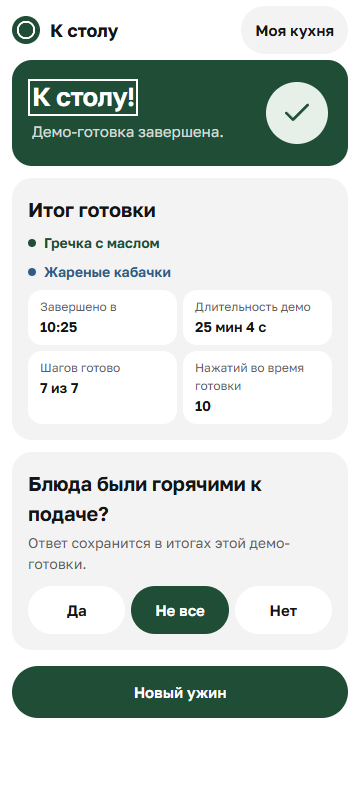 К столу
Моя кухня
К столу!
Демо-готовка завершена.
Итог готовки
Гречка с маслом
Жареные кабачки
Завершено в
10:25
Длительность демо
25 мин 4 с
Шагов готово
7 из 7
Нажатий во время
готовки
10
Блюда были горячими к
подаче?
Ответ сохранится в итогах этой демо-
готовки.
Да
Не все
Нет
Новый ужин